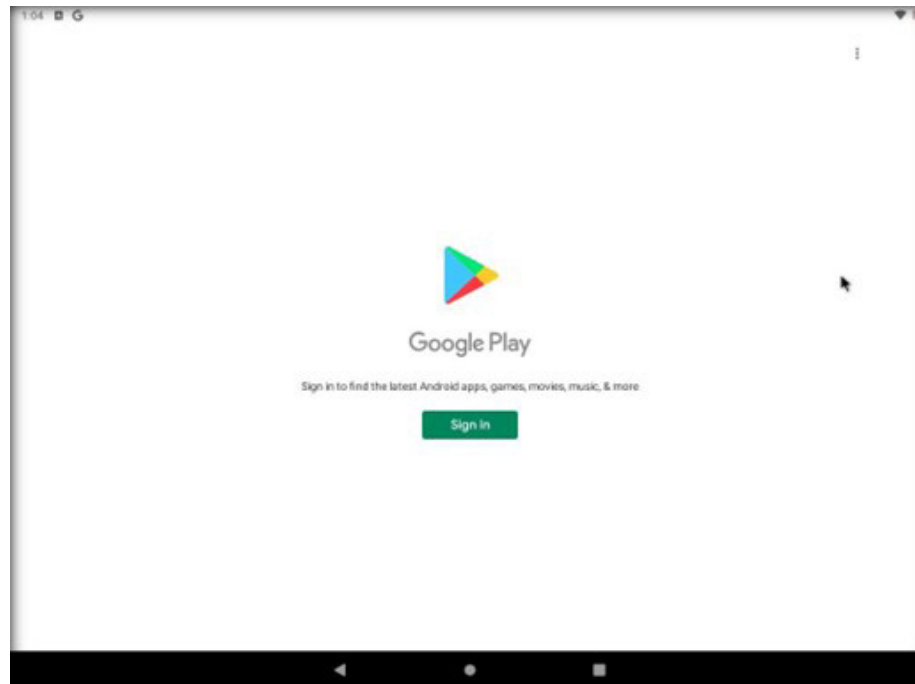 1:04 G
Google Play
Sign in to find the latest Android apps, games, movies, music, & more
Sign in